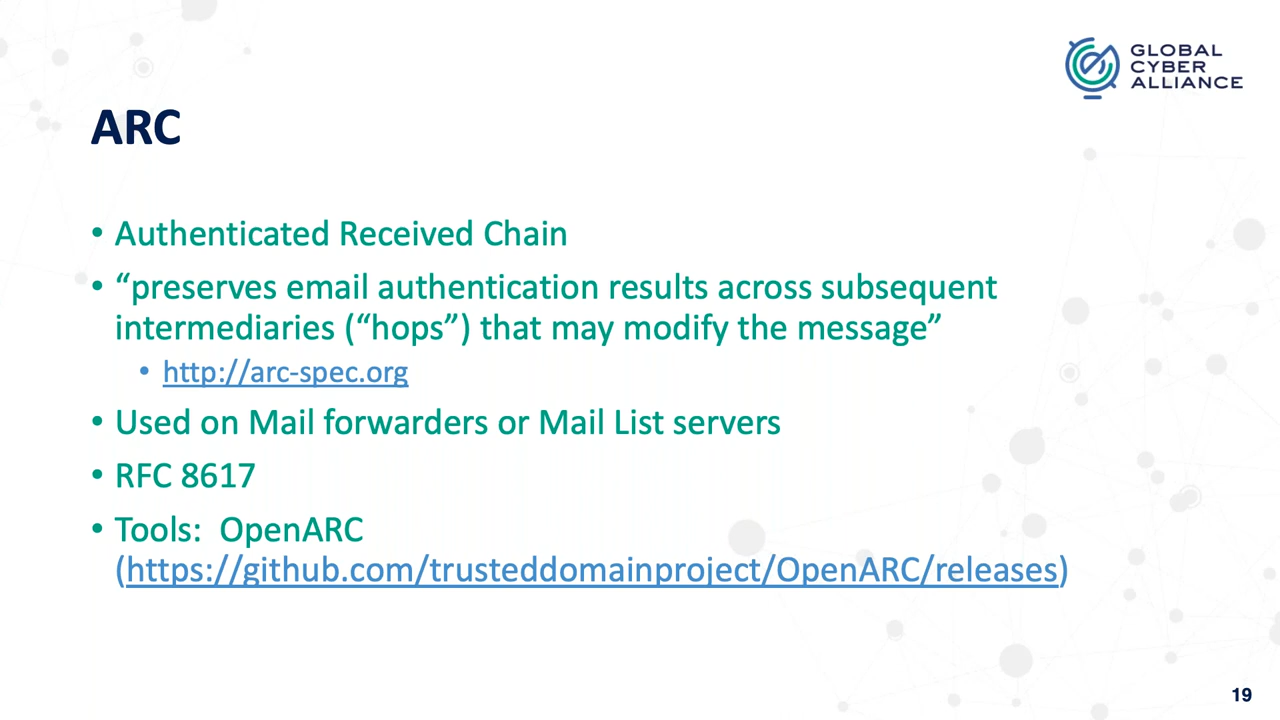 GLOBAL
CYBER
ALLIANCE
ARC
• Authenticated Received Chain
• “preserves email authentication results across subsequent
intermediaries (“hops”) that may modify the message”
• http://arc-spec.org
• Used on Mail forwarders or Mail List servers
• RFC 8617
• Tools:  OpenARC
(https://github.com/trusteddomainproject/OpenARC/releases)
19